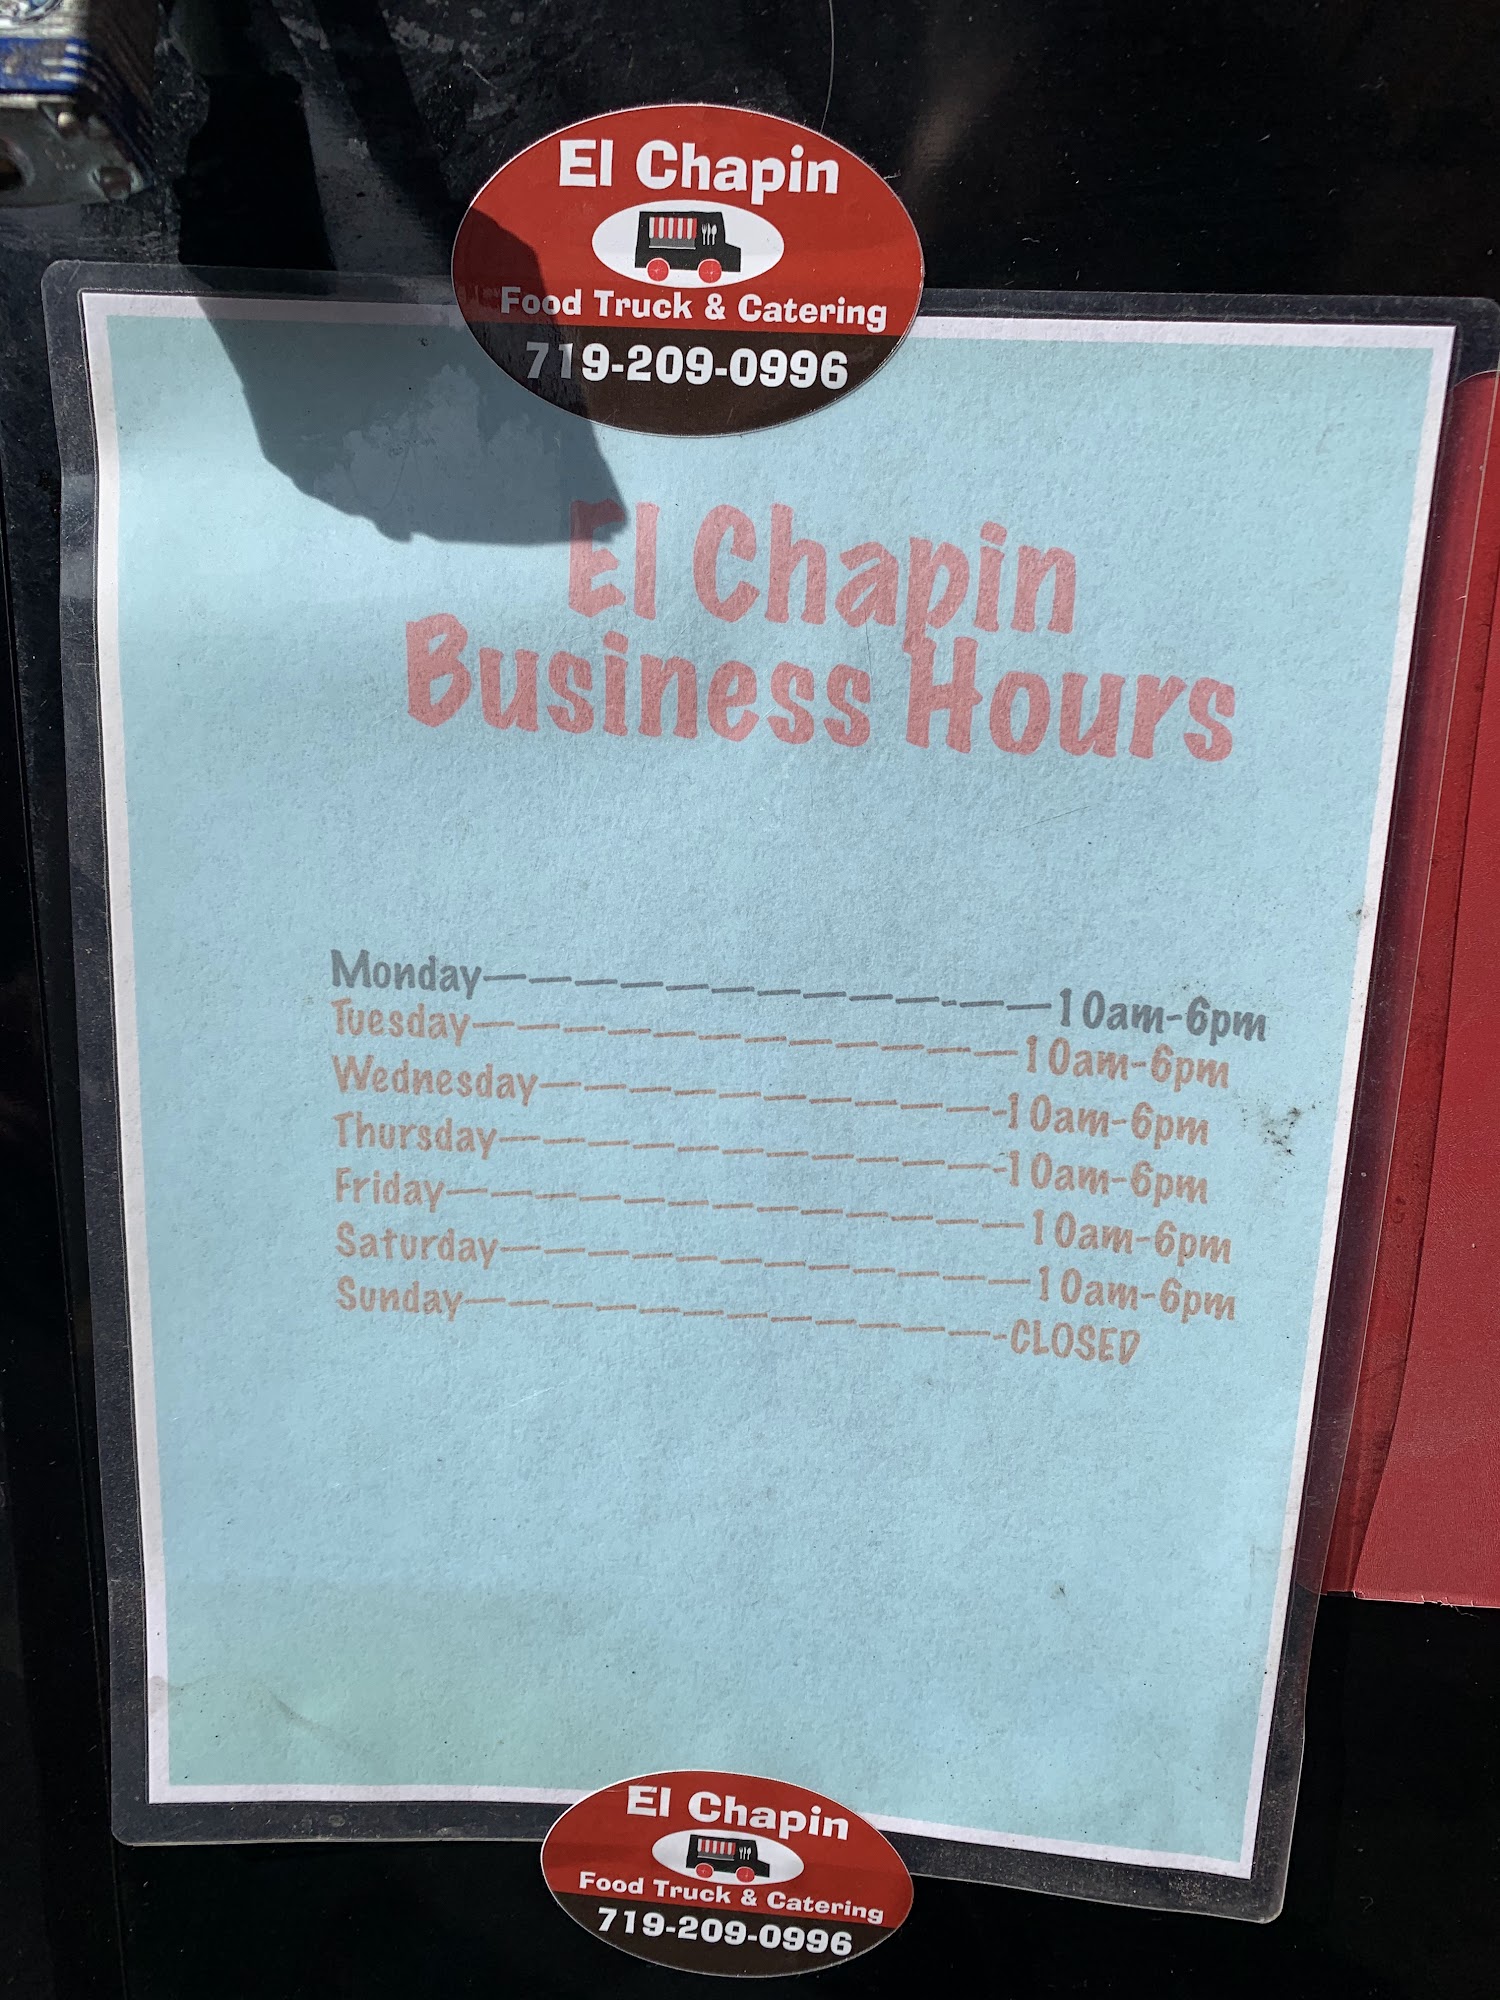 El Chapin
Food Truck & Catering
719-209-0996
El Chapin
Business Hours
Monday—————————————10am-6pm
Tuesday————————————10am-6pm
Wednesday——————————-10am-6pm
Thursday———————————-10am-6pm
Friday—————————————10am-6pm
Saturday————————————10am-6pm
Sunday————————————-CLOSED
El Chapin
Food Truck & Catering
719-209-0996